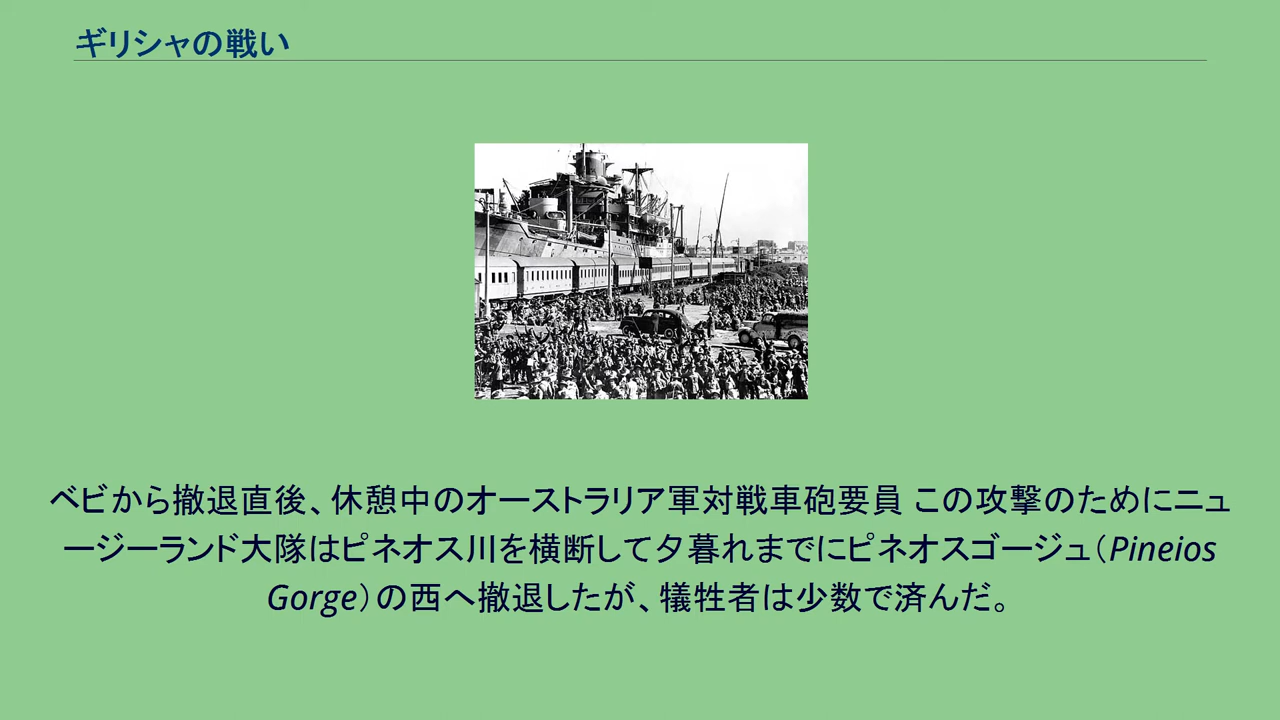 ギリシャの戦い
ベビから撤退直後、休憩中のオーストラリア軍対戦車砲要員 この攻撃のためにニュ
ージーランド大隊はピネオス川を横断して夕暮れまでにピネオスゴージュ（Pineios
Gorge）の西へ撤退したが、犠牲者は少数で済んだ。